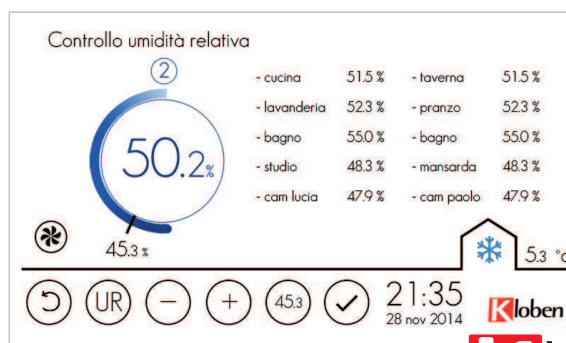 Controllo umidità relativa
2
50.2%
45.3 %
- cucina 51.5 % - taverna 51.5 %
- lavanderia 52.3 % - pranzo 52.3 %
- bagno 55.0 % - bagno 55.0 %
- studio 48.3 % - mansarda 48.3 %
- cam lucia 47.9 % - cam paolo 47.9 %
5.3 °c
UR − + 45.3
21:35
28 nov 2014
Kloben